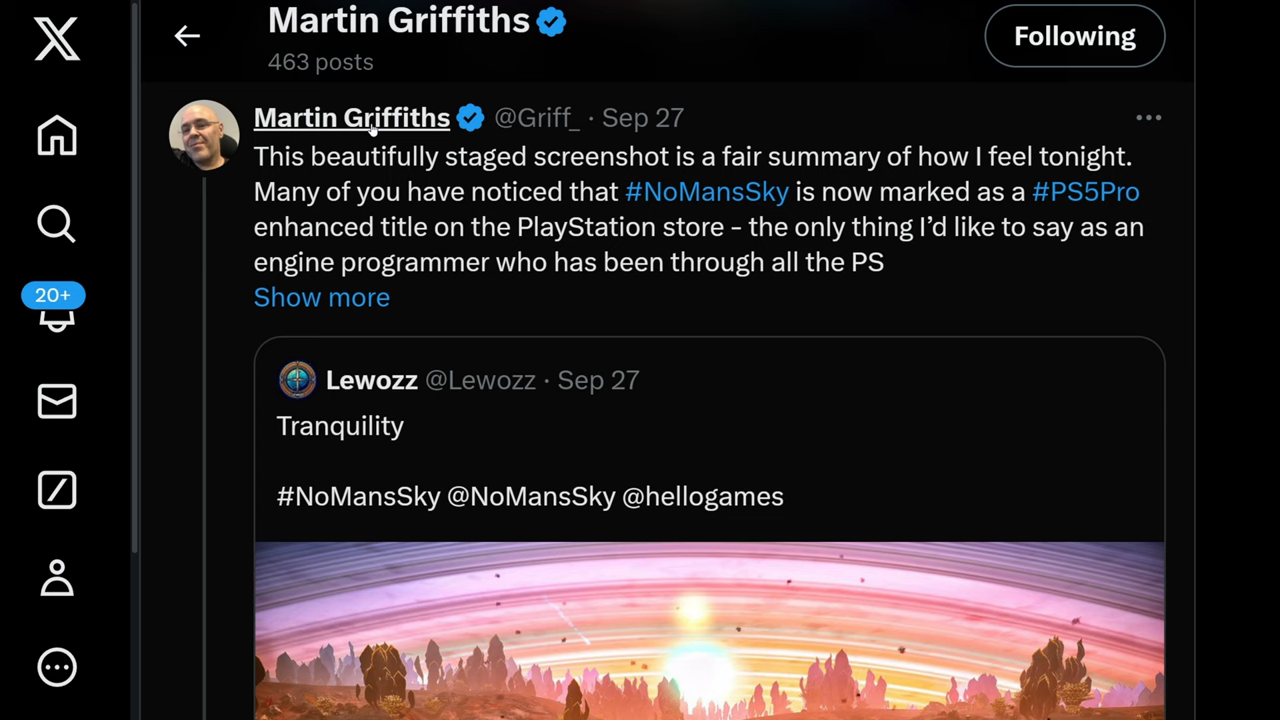 Martin Griffiths
463 posts
Following
Martin Griffiths @Griff_ · Sep 27
This beautifully staged screenshot is a fair summary of how I feel tonight.
Many of you have noticed that #NoMansSky is now marked as a #PS5Pro
enhanced title on the PlayStation store - the only thing I’d like to say as an
engine programmer who has been through all the PS
Show more
20+
Lewozz @Lewozz · Sep 27
Tranquility
#NoMansSky @NoMansSky @hellogames